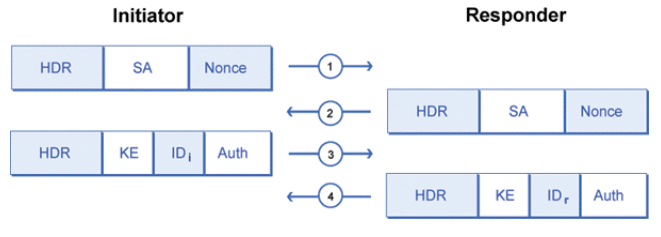 Initiator Responder
HDR SA Nonce 1
2 HDR SA Nonce
HDR KE IDi Auth 3
4 HDR KE IDr Auth